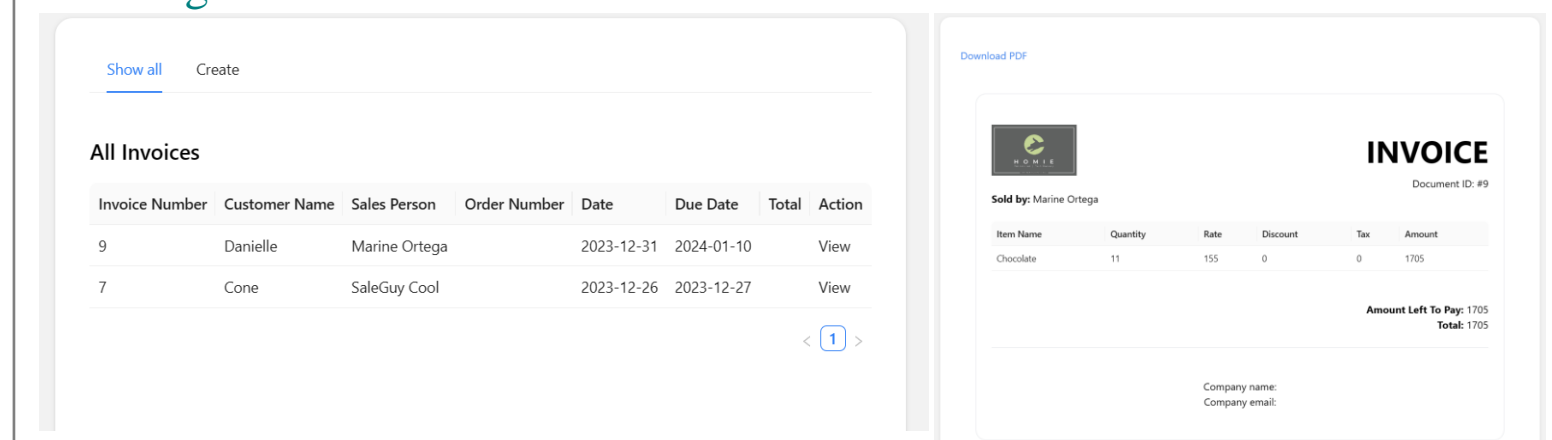 Show all Create
All Invoices
Invoice Number Customer Name Sales Person Order Number Date Due Date Total Action
9 Danielle Marine Ortega 2023-12-31 2024-01-10 View
7 Cone SaleGuy Cool 2023-12-26 2023-12-27 View
< 1 >
Download PDF
HOMIE
INVOICE
Document ID: #9
Sold by: Marine Ortega
Item Name Quantity Rate Discount Tax Amount
Chocolate 11 155 0 0 1705
Amount Left To Pay: 1705
Total: 1705
Company name:
Company email: